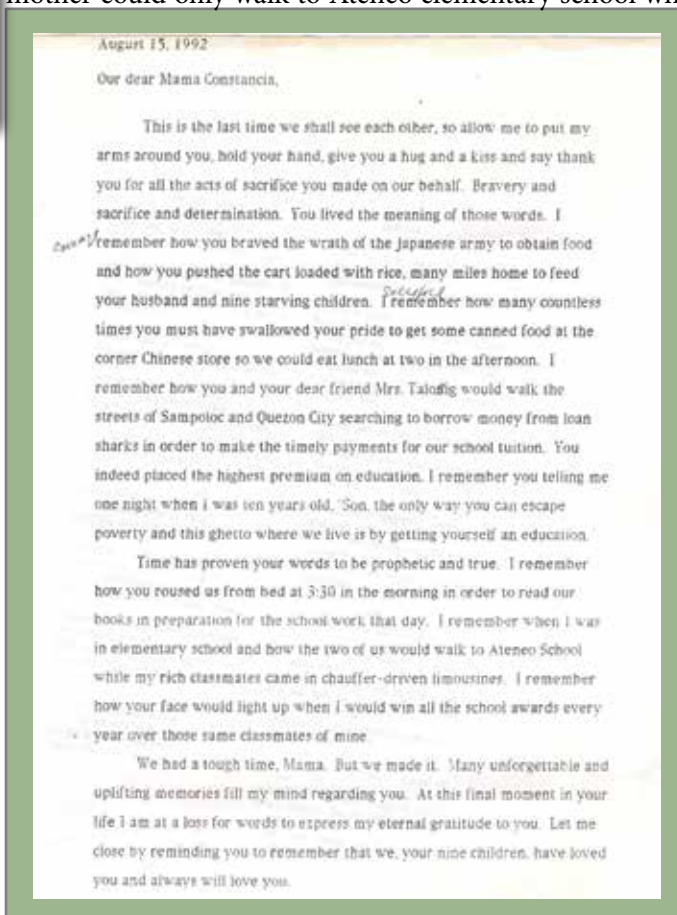 mother could only walk to Ateneo elementary school
August 15, 1992
Our dear Mama Constancia,
This is the last time we shall see each other, so allow me to put my
arms around you, hold your hand, give you a hug and a kiss and say thank
you for all the acts of sacrifice you made on our behalf. Bravery and
sacrifice and determination. You lived the meaning of those words. I
remember how you braved the wrath of the Japanese army to obtain food
and how you pushed the cart loaded with rice, many miles home to feed
your husband and nine starving children. I remember how many countless
times you must have swallowed your pride to get some canned food at the
corner Chinese store so we could eat lunch at two in the afternoon. I
remember how you and your dear friend Mrs. would walk the
streets of Sampoloc and Quezon City searching to borrow money from loan
sharks in order to make the timely payments for our school tuition. You
indeed placed the highest premium on education. I remember you telling me
one night when I was ten years old, 'Son, the only way you can escape
poverty and this ghetto where we live is by getting yourself an education.'
Time has proven your words to be prophetic and true. I remember
how you roused us from bed at 3:30 in the morning in order to read our
books in preparation for the school work that day. I remember when I was
in elementary school and how the two of us would walk to Ateneo School
while my rich classmates came in chauffer-driven limousines. I remember
how your face would light up when I would win all the school awards every
year over those same classmates of mine.
We had a tough time, Mama. But we made it. Many unforgettable and
uplifting memories fill my mind regarding you. At this final moment in your
life I am at a loss for words to express my eternal gratitude to you. Let me
close by reminding you to remember that we, your nine children, have loved
you and always will love you.